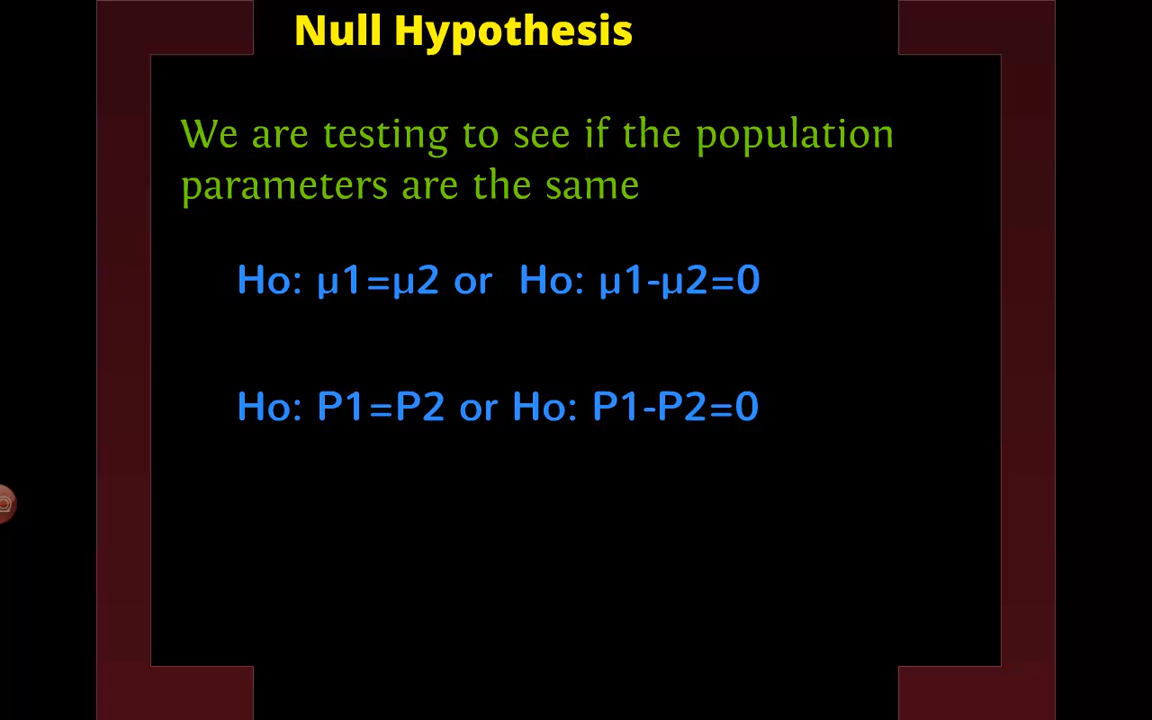 Null Hypothesis
We are testing to see if the population
parameters are the same
Ho: µ1=µ2 or Ho: µ1-µ2=0
Ho: P1=P2 or Ho: P1-P2=0